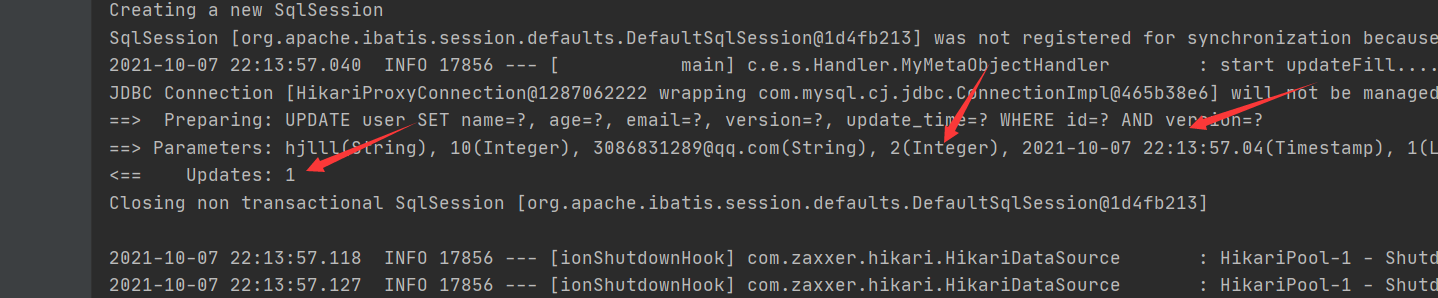 Creating a new SqlSession
SqlSession [org.apache.ibatis.session.defaults.DefaultSqlSession@1d4fb213] was not registered for synchronization because
2021-10-07 22:13:57.040  INFO 17856 --- [           main] c.e.s.Handler.MyMetaObjectHandler        : start updateFill....
JDBC Connection [HikariProxyConnection@1287062222 wrapping com.mysql.cj.jdbc.ConnectionImpl@465b38e6] will not be managed
==>  Preparing: UPDATE user SET name=?, age=?, email=?, version=?, update_time=? WHERE id=? AND version=?
==> Parameters: hjlll(String), 10(Integer), 3086831289@qq.com(String), 2(Integer), 2021-10-07 22:13:57.04(Timestamp), 1(L
<==    Updates: 1
Closing non transactional SqlSession [org.apache.ibatis.session.defaults.DefaultSqlSession@1d4fb213]
2021-10-07 22:13:57.118  INFO 17856 --- [ionShutdownHook] com.zaxxer.hikari.HikariDataSource       : HikariPool-1 - Shutd
2021-10-07 22:13:57.127  INFO 17856 --- [ionShutdownHook] com.zaxxer.hikari.HikariDataSource       : HikariPool-1 - Shutd